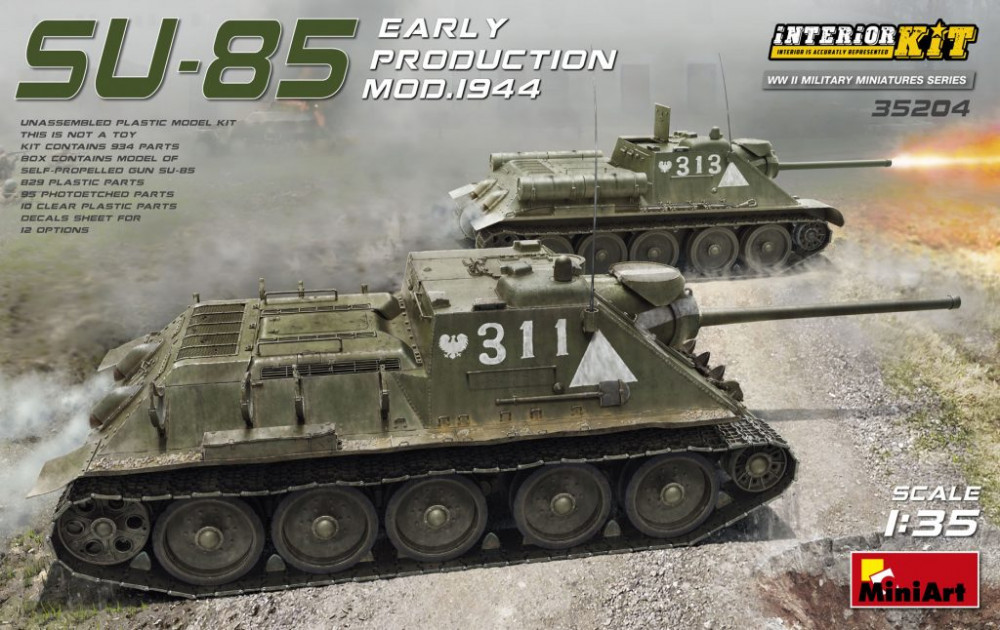 SU-85
EARLY
PRODUCTION
MOD.1944
INTERIOR KIT
INTERIOR IS ACCURATELY REPRESENTED
WW II MILITARY MINIATURES SERIES
35204
UNASSEMBLED PLASTIC MODEL KIT
THIS IS NOT A TOY
KIT CONTAINS 934 PARTS
BOX CONTAINS MODEL OF
SELF-PROPELLED GUN SU-85
829 PLASTIC PARTS
95 PHOTOETCHED PARTS
10 CLEAR PLASTIC PARTS
DECALS SHEET FOR
12 OPTIONS
313
311
SCALE
1:35
MiniArt